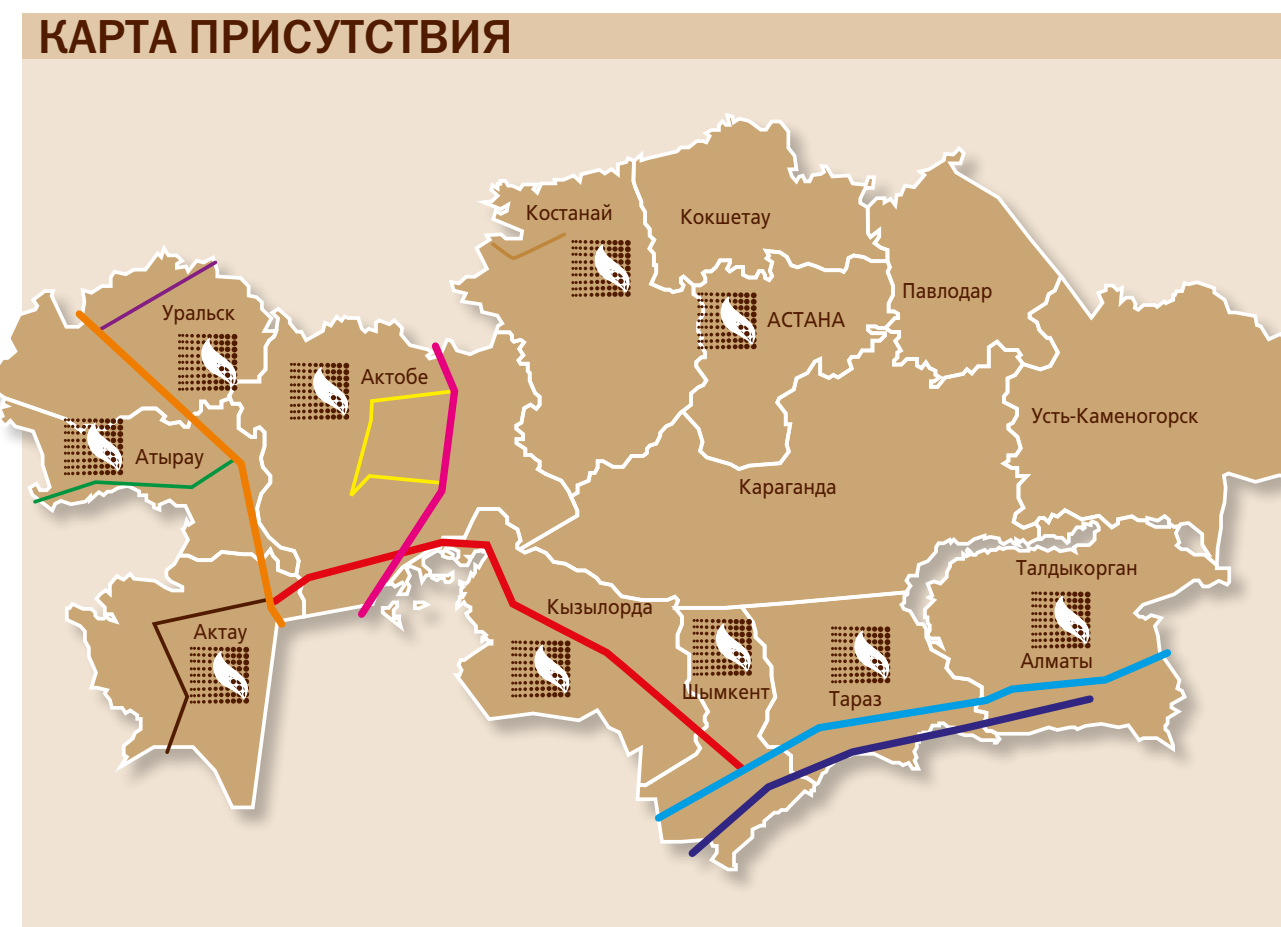 КАРТА ПРИСУТСТВИЯ
Костанай
Кокшетау
Павлодар
Уральск
АСТАНА
Актобе
Усть-Каменогорск
Атырау
Караганда
Талдыкорган
Кызылорда
Актау
Алматы
Шымкент
Тараз